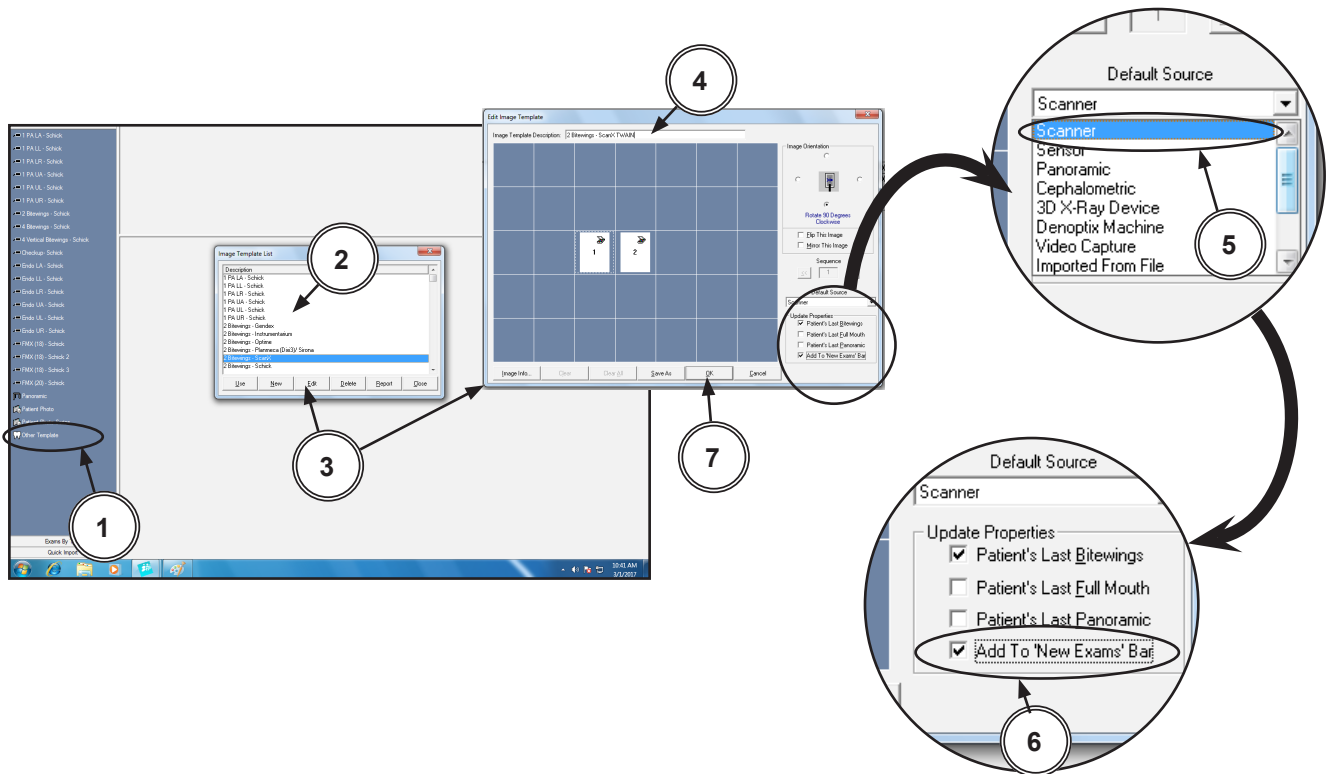 1 PA LA - Schick
1 PA LL - Schick
1 PA LR - Schick
1 PA UA - Schick
1 PA UL - Schick
1 PA UR - Schick
2 Bitewings - Schick
4 Bitewings - Schick
4 Vertical Bitewings - Schick
Checkup- Schick
Endo LA - Schick
Endo LL - Schick
Endo LR - Schick
Endo UA - Schick
Endo UL - Schick
Endo UR - Schick
FMX (18) - Schick
FMX (18) - Schick 2
FMX (18) - Schick 3
FMX (20) - Schick
Panoramic
Patient Photo
Other Template
1
Exams By
Quick Import
10:41 AM
3/1/2017
Image Template List
2
Description
1 PA LA - Schick
1 PA LL - Schick
1 PA LR - Schick
1 PA UA - Schick
1 PA UL - Schick
1 PA UR - Schick
2 Bitewings - Gendex
2 Bitewings - Instrumentarium
2 Bitewings - Optime
2 Bitewings - Planmeca (Dixi3)/ Sirona
2 Bitewings - ScanX
2 Bitewings - Schick
Use New Edit Delete Report Close
3
4
Edit Image Template
Image Template Description: 2 Bitewings - ScanX TWAIN
1 2
Image Orientation
Rotate 90 Degrees
Clockwise
Flip This Image
Mirror This Image
Sequence
1
Default Source
Scanner
Update Properties
Patient's Last Bitewings
Patient's Last Full Mouth
Patient's Last Panoramic
Add To 'New Exams' Bar
Image Info... Clear Clear All Save As OK Cancel
7
Default Source
Scanner
Scanner
Sensor
Panoramic
Cephalometric
3D X-Ray Device
Denoptix Machine
Video Capture
Imported From File
5
Default Source
Scanner
Update Properties
Patient's Last Bitewings
Patient's Last Full Mouth
Patient's Last Panoramic
Add To 'New Exams' Bar
6